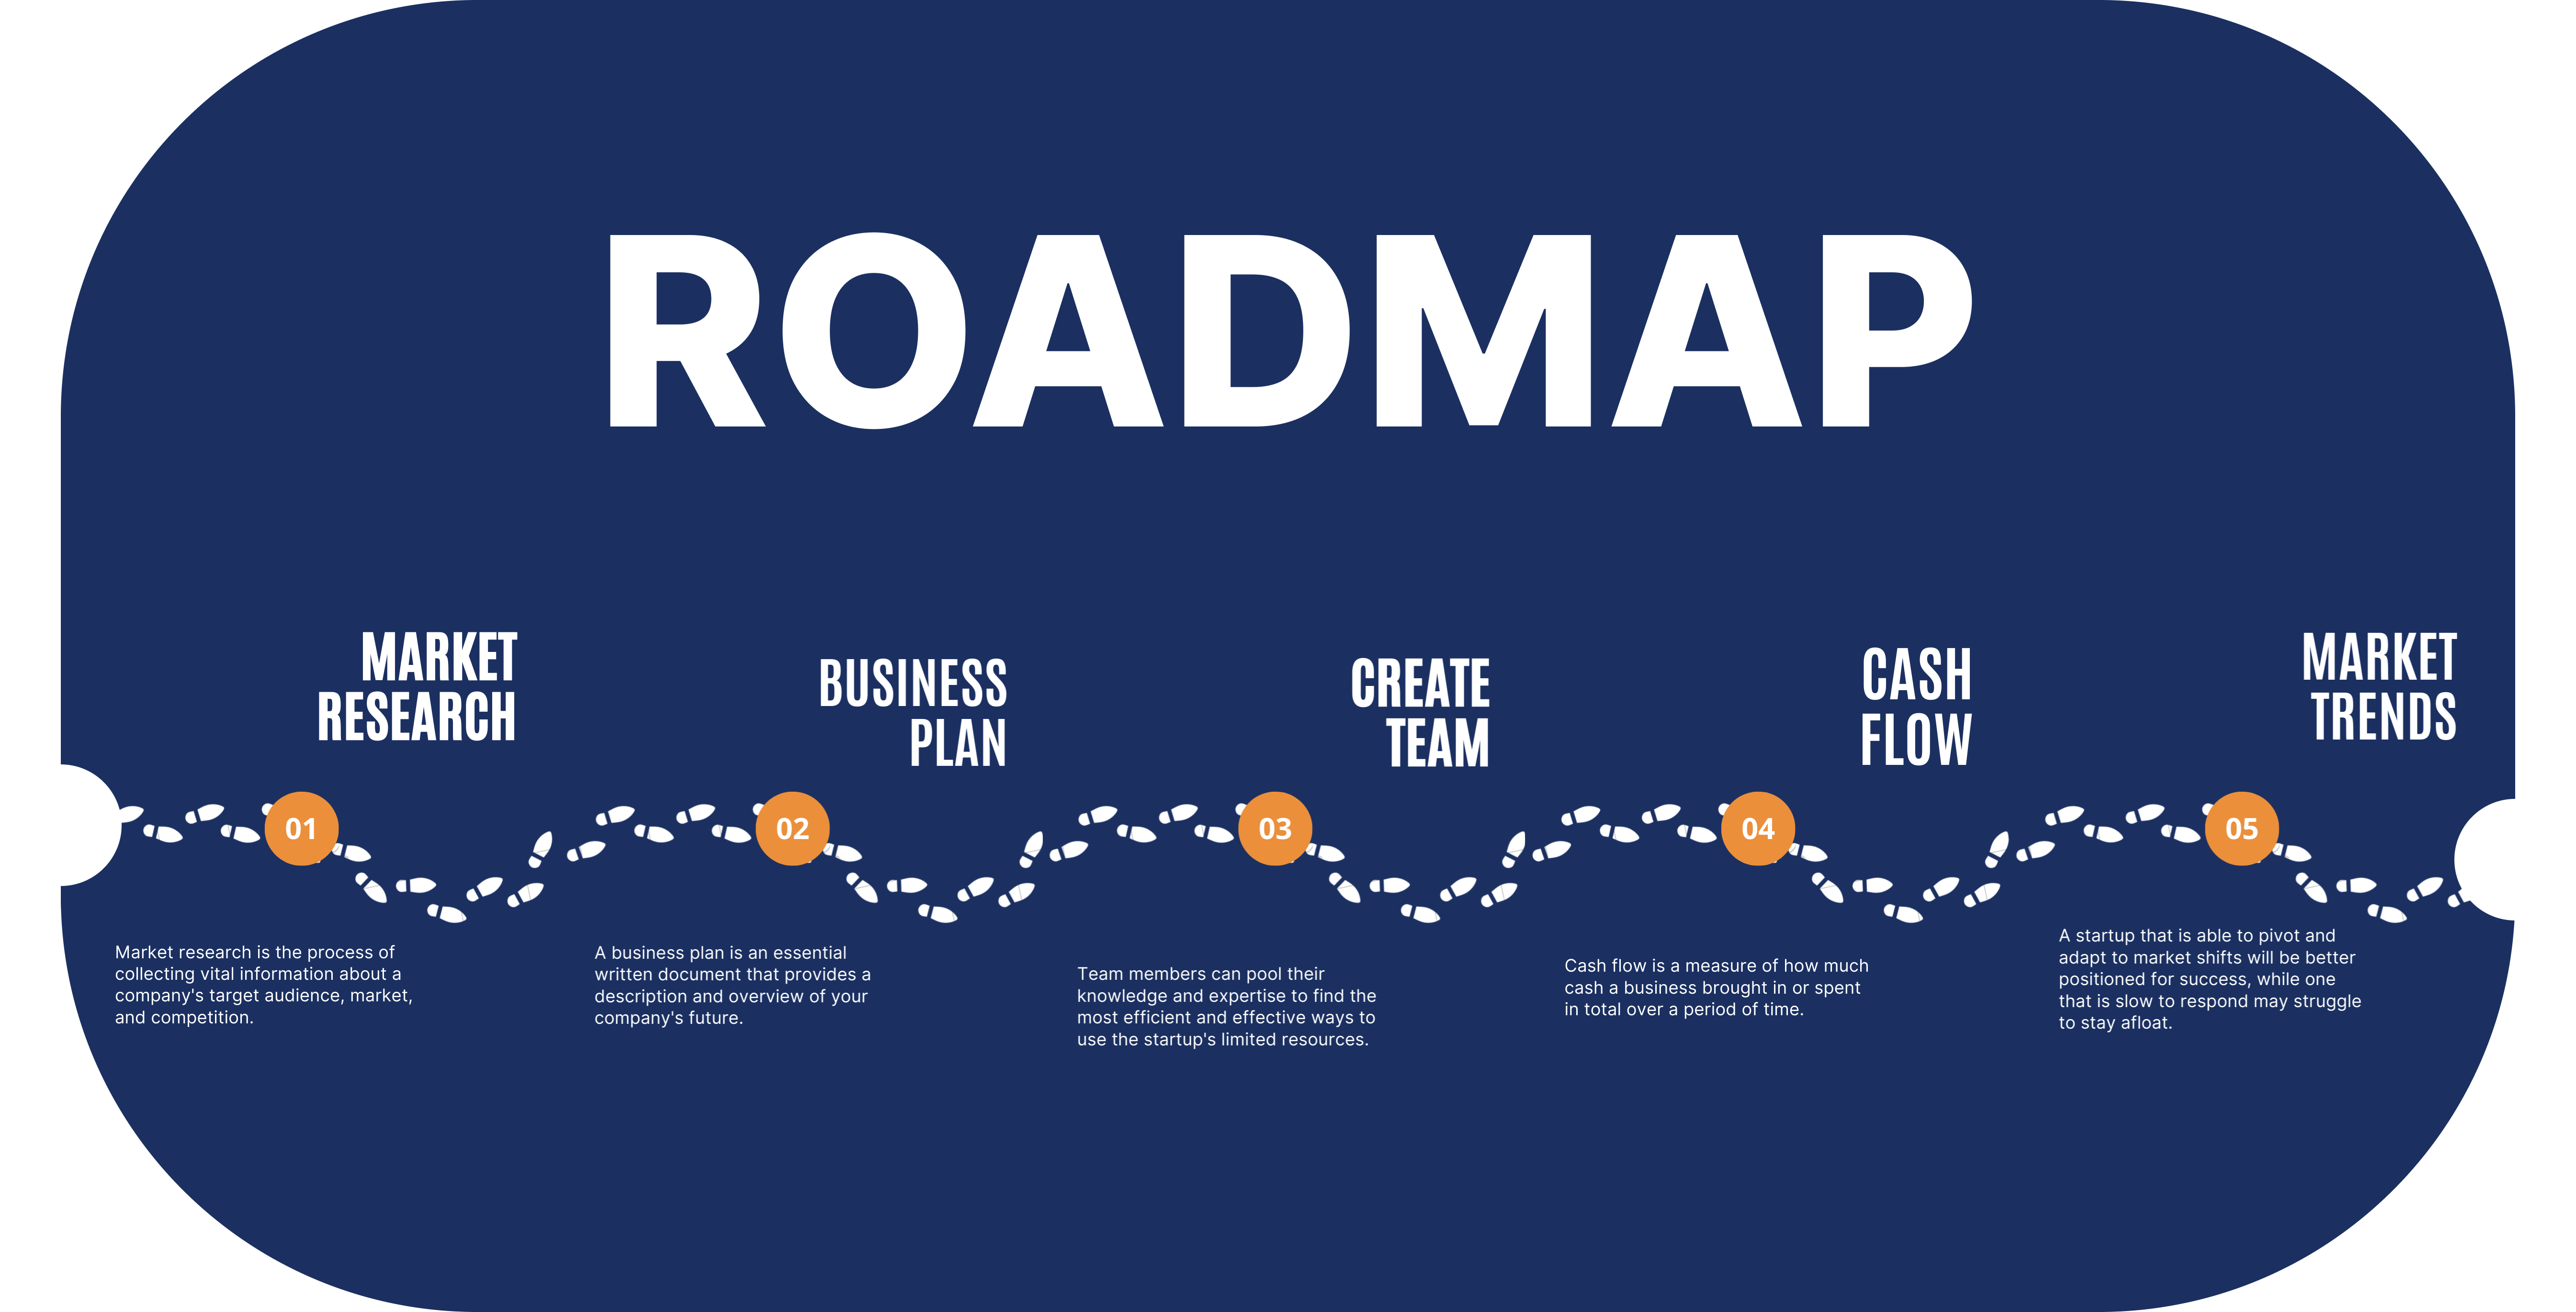 ROADMAP
MARKET
RESEARCH
01
Market research is the process of
collecting vital information about a
company's target audience, market,
and competition.
BUSINESS
PLAN
02
A business plan is an essential
written document that provides a
description and overview of your
company's future.
CREATE
TEAM
03
Team members can pool their
knowledge and expertise to find the
most efficient and effective ways to
use the startup's limited resources.
CASH
FLOW
04
Cash flow is a measure of how much
cash a business brought in or spent
in total over a period of time.
MARKET
TRENDS
05
A startup that is able to pivot and
adapt to market shifts will be better
positioned for success, while one
that is slow to respond may struggle
to stay afloat.